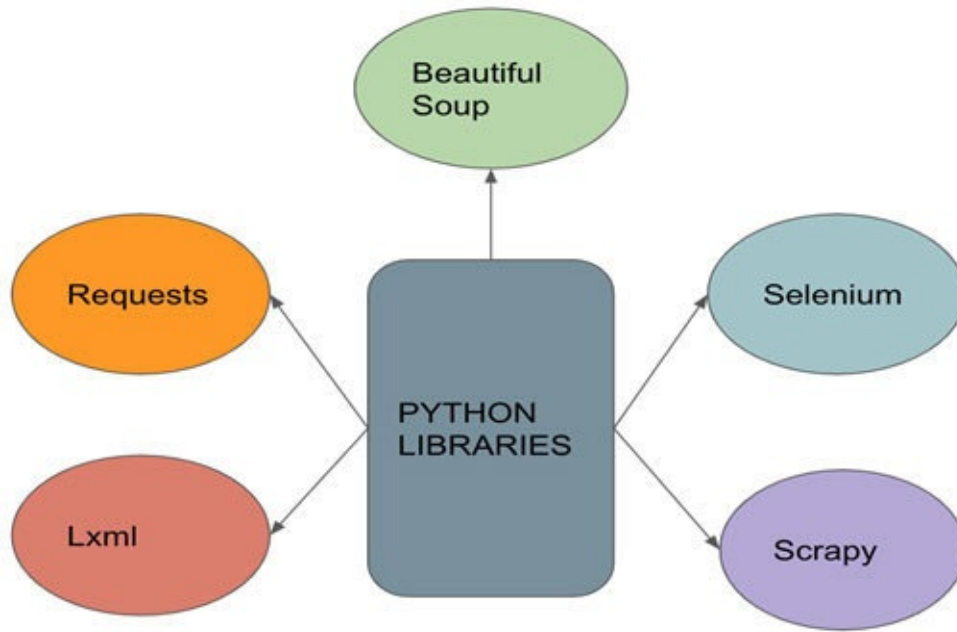 Beautiful
Soup
Requests
Selenium
PYTHON
LIBRARIES
Lxml
Scrapy